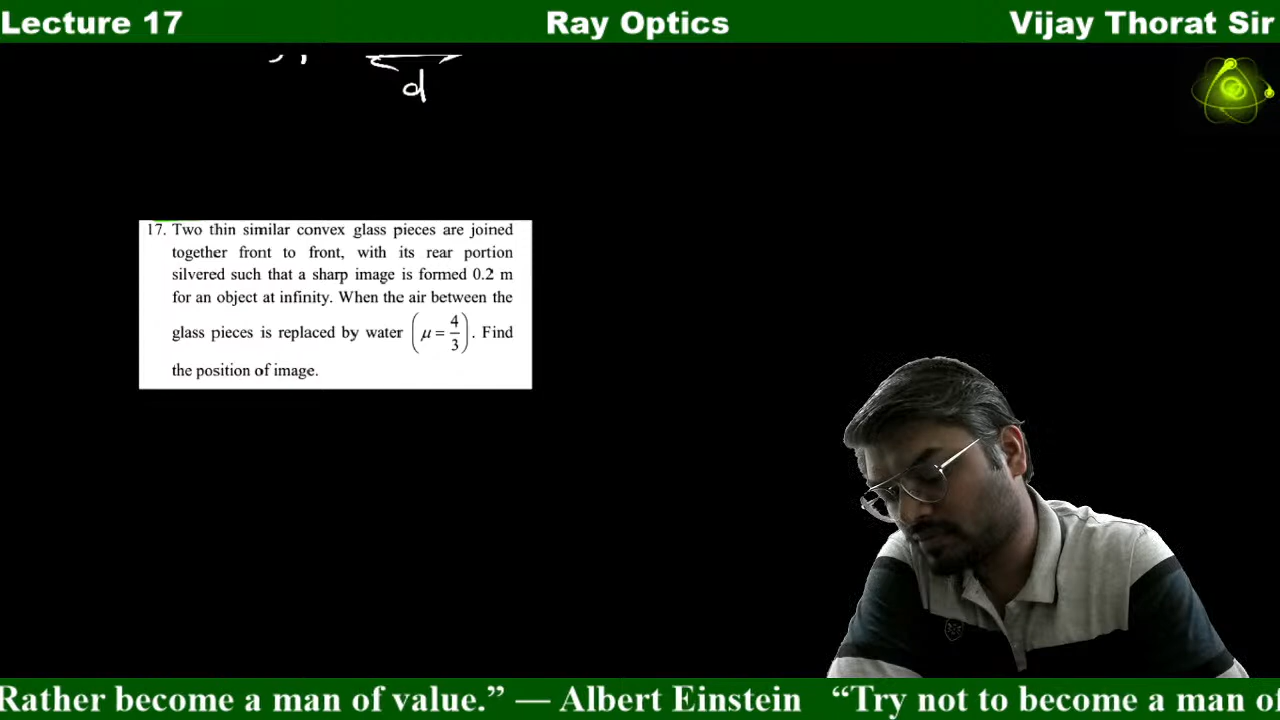 Lecture 17
Ray Optics
Vijay Thorat Sir
d
17. Two thin similar convex glass pieces are joined
together front to front, with its rear portion
silvered such that a sharp image is formed 0.2 m
for an object at infinity. When the air between the
glass pieces is replaced by water (μ = 4/3). Find
the position of image.
Rather become a man of value.” — Albert Einstein “Try not to become a man of